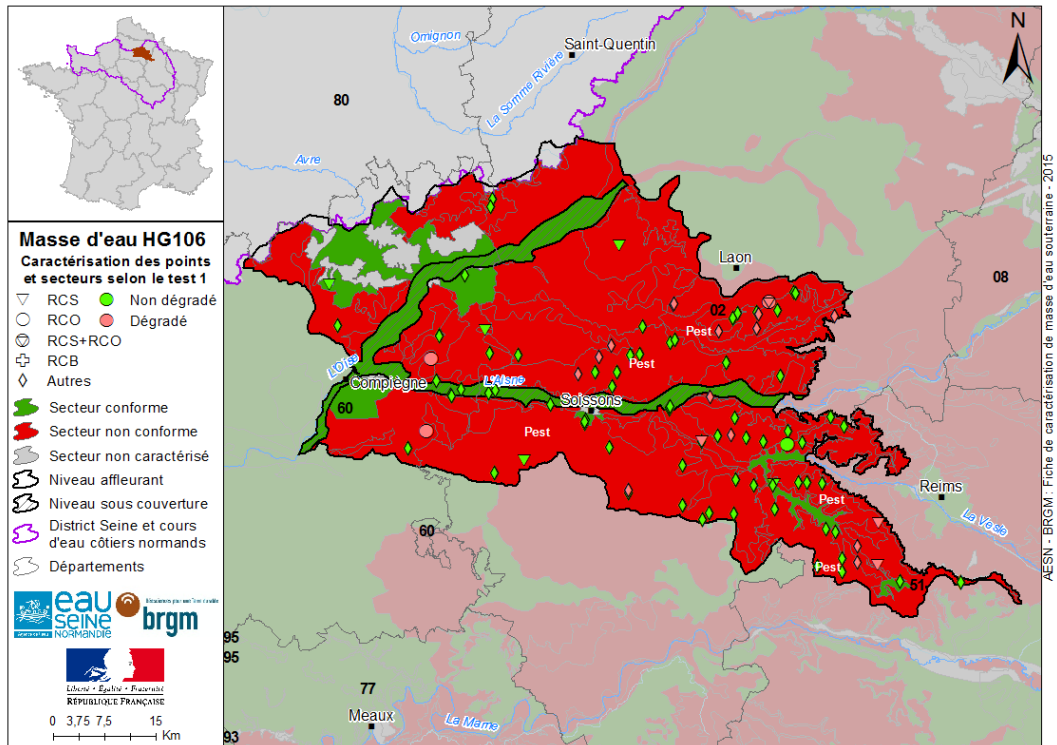 Masse d'eau HG106
Caractérisation des points
et secteurs selon le test 1
RCS
Non dégradé
RCO
Dégradé
RCS+RCO
RCB
Autres
Secteur conforme
Secteur non conforme
Secteur non caractérisé
Niveau affleurant
Niveau sous couverture
District Seine et cours
d'eau côtiers normands
Départements
eau
SEINE
NORMANDIE
brgm
Liberté • Égalité • Fraternité
RÉPUBLIQUE FRANÇAISE
0 3,75 7,5 15
Km
N
Omignon
Saint-Quentin
La Somme Rivière
80
Avre
Laon
08
02
Pest
Pest
L'Oise
Compiègne
L'Aisne
Soissons
60
Pest
Reims
Pest
La Vesle
60
Pest
51
95
95
77
Meaux
La Marne
93
AESN - BRGM : Fiche de caractérisation de masse d'eau souterraine - 2015